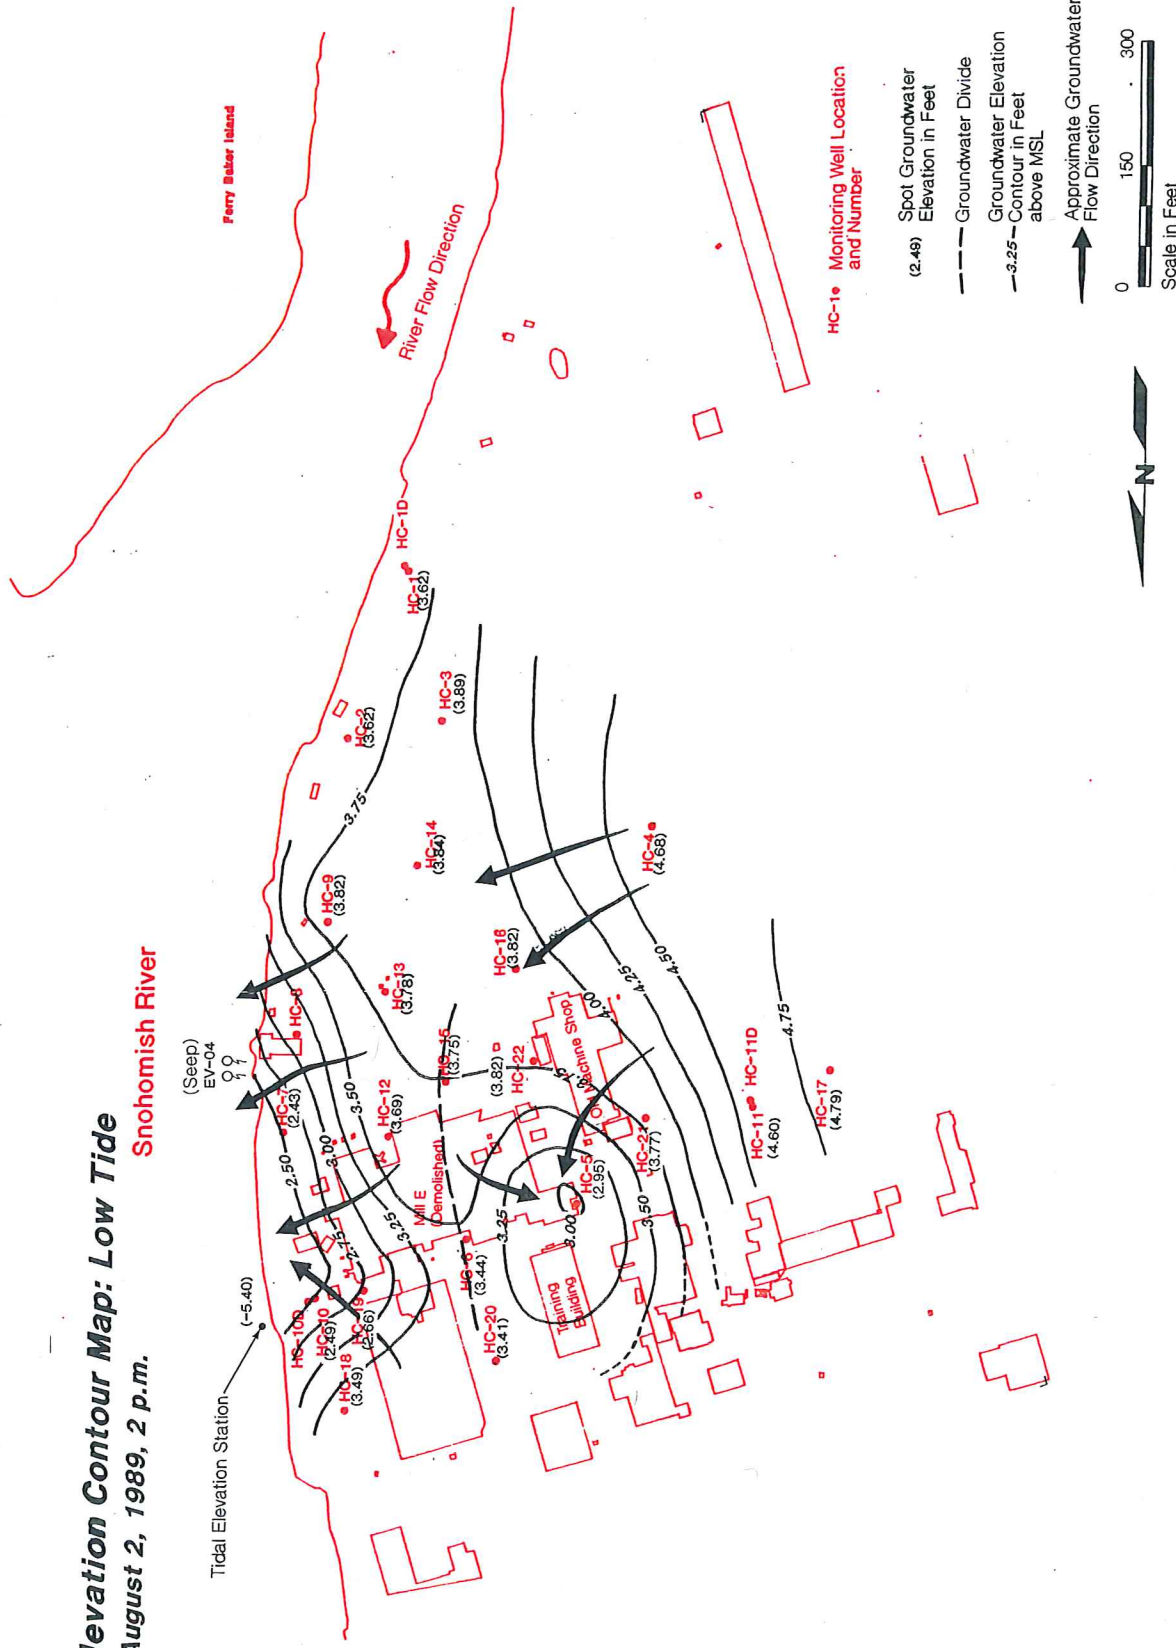 levation Contour Map: Low Tide
August 2, 1989, 2 p.m.
Snohomish River
Ferry Baker Island
River Flow Direction
Tidal Elevation Station
(-5.40)
(Seep)
EV-04
HC-1D
HC-1
(3.62)
HC-2
(3.62)
HC-3
(3.89)
HC-14
(3.84)
HC-9
(3.82)
HC-4
(4.68)
HC-16
(3.82)
HC-13
(3.78)
HC-8
HC-7
(2.43)
HC-12
(3.69)
HC-15
(3.75)
HC-22
(3.82)
HC-21
(3.77)
HC-5
(2.95)
HC-11
HC-11D
(4.60)
HC-17
(4.79)
HC-6
(3.44)
HC-20
(3.41)
HC-10D
HC-10
(2.49)
HC-19
(2.66)
HC-18
(3.49)
Mill E
(Demolished)
Old Machine Shop
Training
Building
3.75
3.50
3.00
2.50
2.75
3.25
3.25
3.00
3.50
3.75
4.00
4.25
4.50
4.75
HC-1 Monitoring Well Location
and Number
(2.49) Spot Groundwater
Elevation in Feet
Groundwater Divide
Groundwater Elevation
3.25 Contour in Feet
above MSL
Approximate Groundwater
Flow Direction
0 150 300
Scale in Feet
N